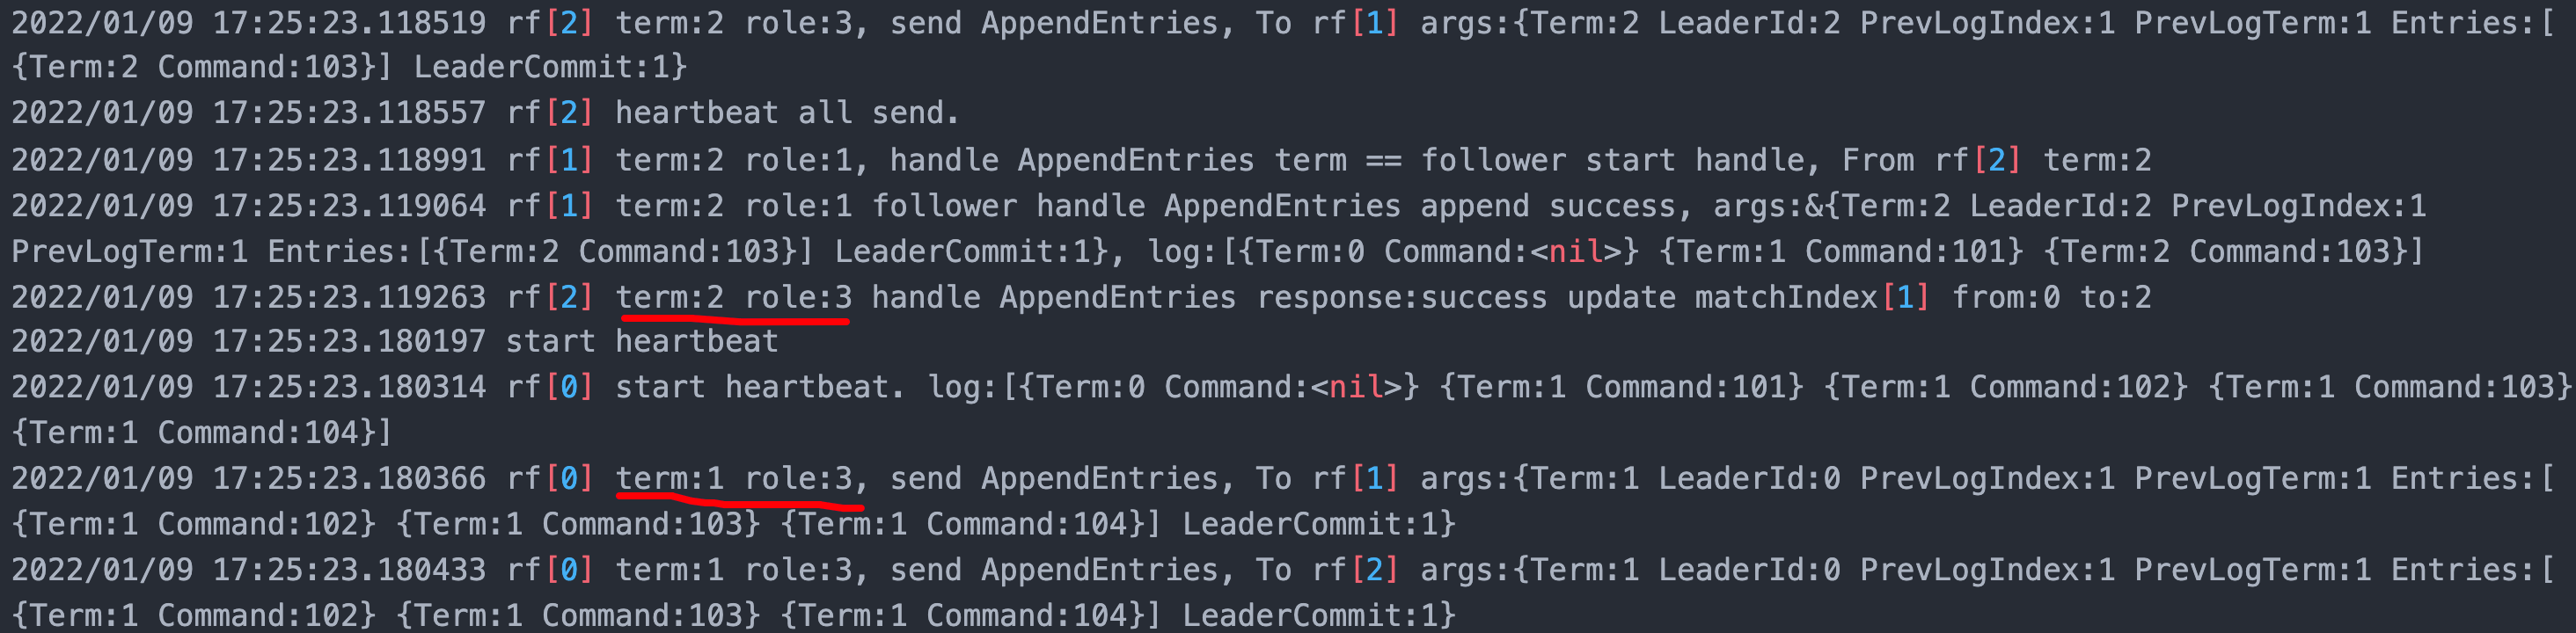 2022/01/09 17:25:23.118519 rf[2] term:2 role:3, send AppendEntries, To rf[1] args:{Term:2 LeaderId:2 PrevLogIndex:1 PrevLogTerm:1 Entries:[
{Term:2 Command:103}] LeaderCommit:1}
2022/01/09 17:25:23.118557 rf[2] heartbeat all send.
2022/01/09 17:25:23.118991 rf[1] term:2 role:1, handle AppendEntries term == follower start handle, From rf[2] term:2
2022/01/09 17:25:23.119064 rf[1] term:2 role:1 follower handle AppendEntries append success, args:&{Term:2 LeaderId:2 PrevLogIndex:1
PrevLogTerm:1 Entries:[{Term:2 Command:103}] LeaderCommit:1}, log:[{Term:0 Command:<nil>} {Term:1 Command:101} {Term:2 Command:103}]
2022/01/09 17:25:23.119263 rf[2] term:2 role:3 handle AppendEntries response:success update matchIndex[1] from:0 to:2
2022/01/09 17:25:23.180197 start heartbeat
2022/01/09 17:25:23.180314 rf[0] start heartbeat. log:[{Term:0 Command:<nil>} {Term:1 Command:101} {Term:1 Command:102} {Term:1 Command:103}
{Term:1 Command:104}]
2022/01/09 17:25:23.180366 rf[0] term:1 role:3, send AppendEntries, To rf[1] args:{Term:1 LeaderId:0 PrevLogIndex:1 PrevLogTerm:1 Entries:[
{Term:1 Command:102} {Term:1 Command:103} {Term:1 Command:104}] LeaderCommit:1}
2022/01/09 17:25:23.180433 rf[0] term:1 role:3, send AppendEntries, To rf[2] args:{Term:1 LeaderId:0 PrevLogIndex:1 PrevLogTerm:1 Entries:[
{Term:1 Command:102} {Term:1 Command:103} {Term:1 Command:104}] LeaderCommit:1}